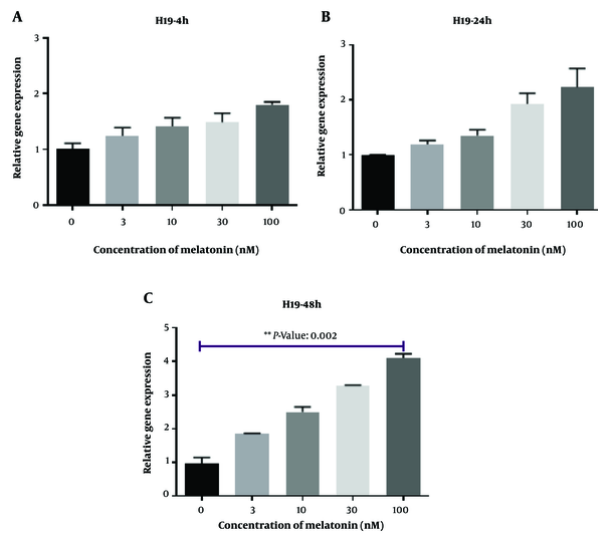 A
H19-4h
Relative gene expression
3
2
1
0
0 3 10 30 100
Concentration of melatonin (nM)
B
H19-24h
Relative gene expression
3
2
1
0
0 3 10 30 100
Concentration of melatonin (nM)
C
H19-48h
** P-Value: 0.002
Relative gene expression
5
4
3
2
1
0
0 3 10 30 100
Concentration of melatonin (nM)